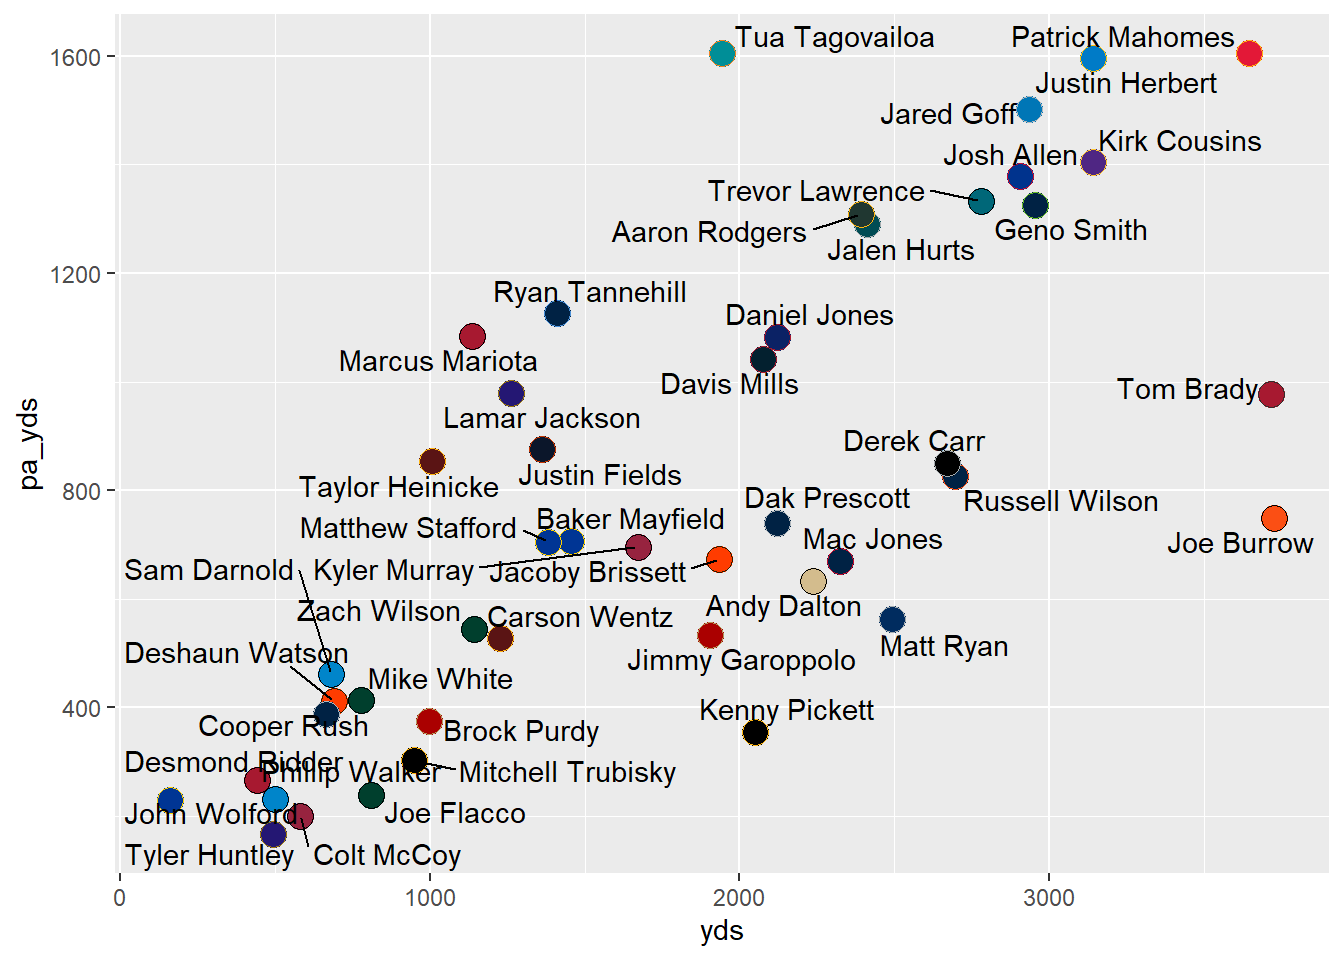 Tua Tagovailoa
Patrick Mahomes
1600
Justin Herbert
Jared Goff
Kirk Cousins
Josh Allen
Trevor Lawrence
Aaron Rodgers
Geno Smith
Jalen Hurts
1200
Ryan Tannehill
Daniel Jones
Marcus Mariota
Davis Mills
Tom Brady
Lamar Jackson
Derek Carr
pa_yds
Justin Fields
Taylor Heinicke
800
Dak Prescott
Russell Wilson
Matthew Stafford
Baker Mayfield
Mac Jones
Joe Burrow
Sam Darnold
Kyler Murray
Jacoby Brissett
Zach Wilson
Carson Wentz
Andy Dalton
Deshaun Watson
Jimmy Garoppolo
Matt Ryan
Mike White
400
Kenny Pickett
Cooper Rush
Brock Purdy
Desmond Ridder
Phillip Walker
Mitchell Trubisky
John Wolford
Joe Flacco
Tyler Huntley
Colt McCoy
0
1000
2000
3000
yds